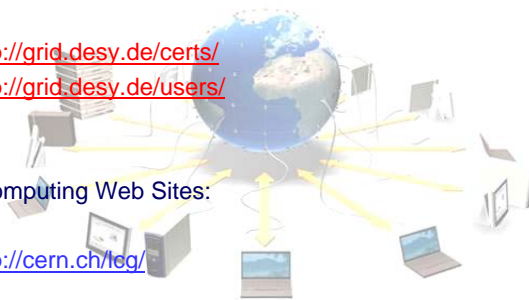 ://grid.desy.de/certs/
://grid.desy.de/users/
omputing Web Sites:
://cern.ch/lcg/